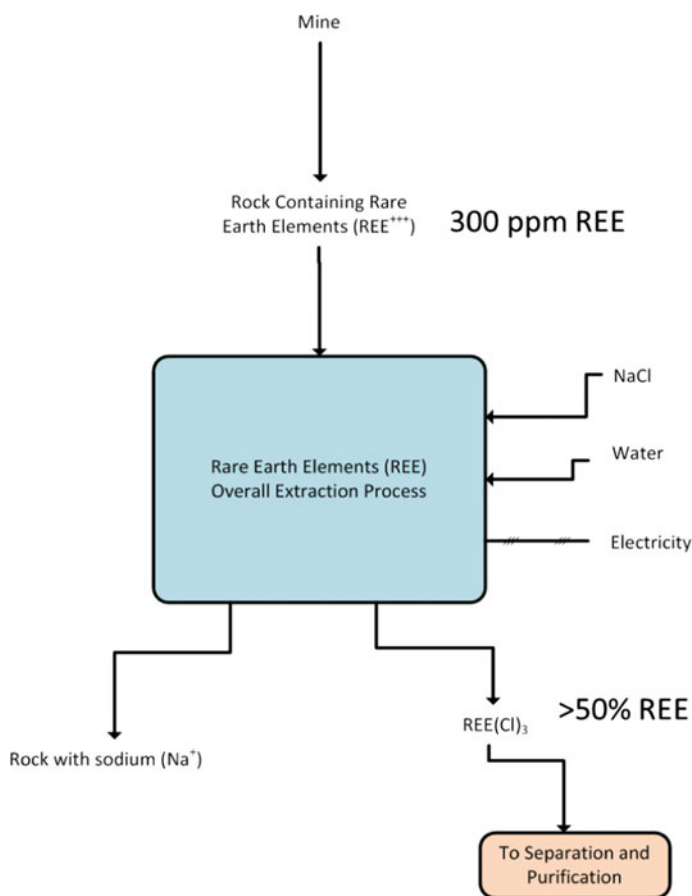 Mine
Rock Containing Rare
Earth Elements (REE⁺⁺⁺)
300 ppm REE
NaCl
Water
Electricity
Rare Earth Elements (REE)
Overall Extraction Process
Rock with sodium (Na⁺)
REE(Cl)₃
>50% REE
To Separation and
Purification